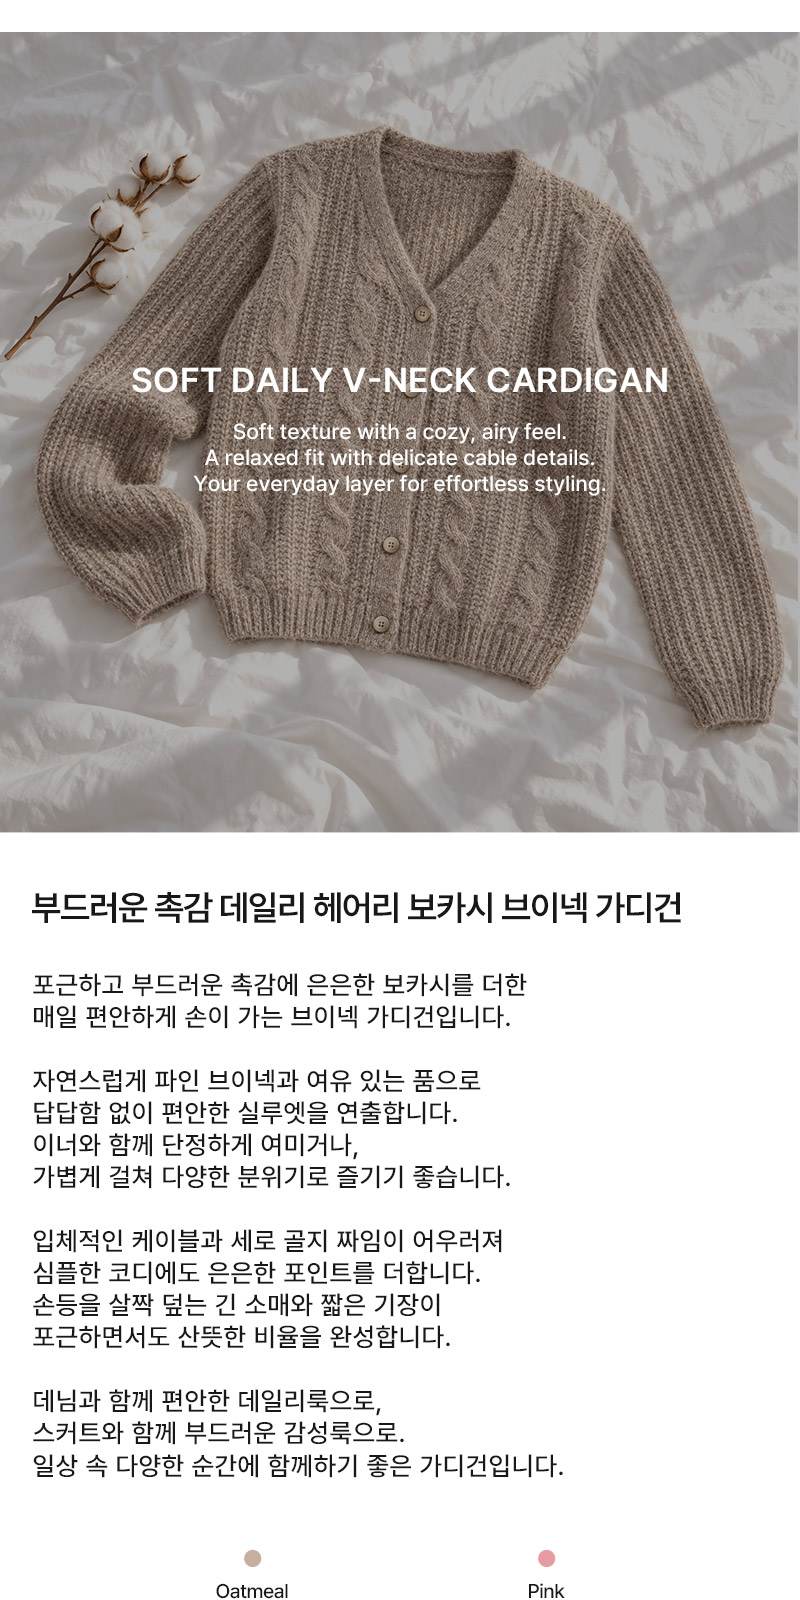 SOFT DAILY V-NECK CARDIGAN
Soft texture with a cozy, airy feel.
A relaxed fit with delicate cable details.
Your everyday layer for effortless styling.
부드러운 촉감 데일리 헤어리 보카시 브이넥 가디건
포근하고 부드러운 촉감에 은은한 보카시를 더한
매일 편안하게 손이 가는 브이넥 가디건입니다.
자연스럽게 파인 브이넥과 여유 있는 품으로
답답함 없이 편안한 실루엣을 연출합니다.
이너와 함께 단정하게 여미거나,
가볍게 걸쳐 다양한 분위기로 즐기기 좋습니다.
입체적인 케이블과 세로 골지 짜임이 어우러져
심플한 코디에도 은은한 포인트를 더합니다.
손등을 살짝 덮는 긴 소매와 짧은 기장이
포근하면서도 산뜻한 비율을 완성합니다.
데님과 함께 편안한 데일리룩으로,
스커트와 함께 부드러운 감성룩으로.
일상 속 다양한 순간에 함께하기 좋은 가디건입니다.
Oatmeal
Pink